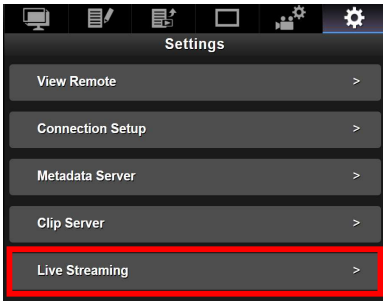 Settings
View Remote >
Connection Setup >
Metadata Server >
Clip Server >
Live Streaming >